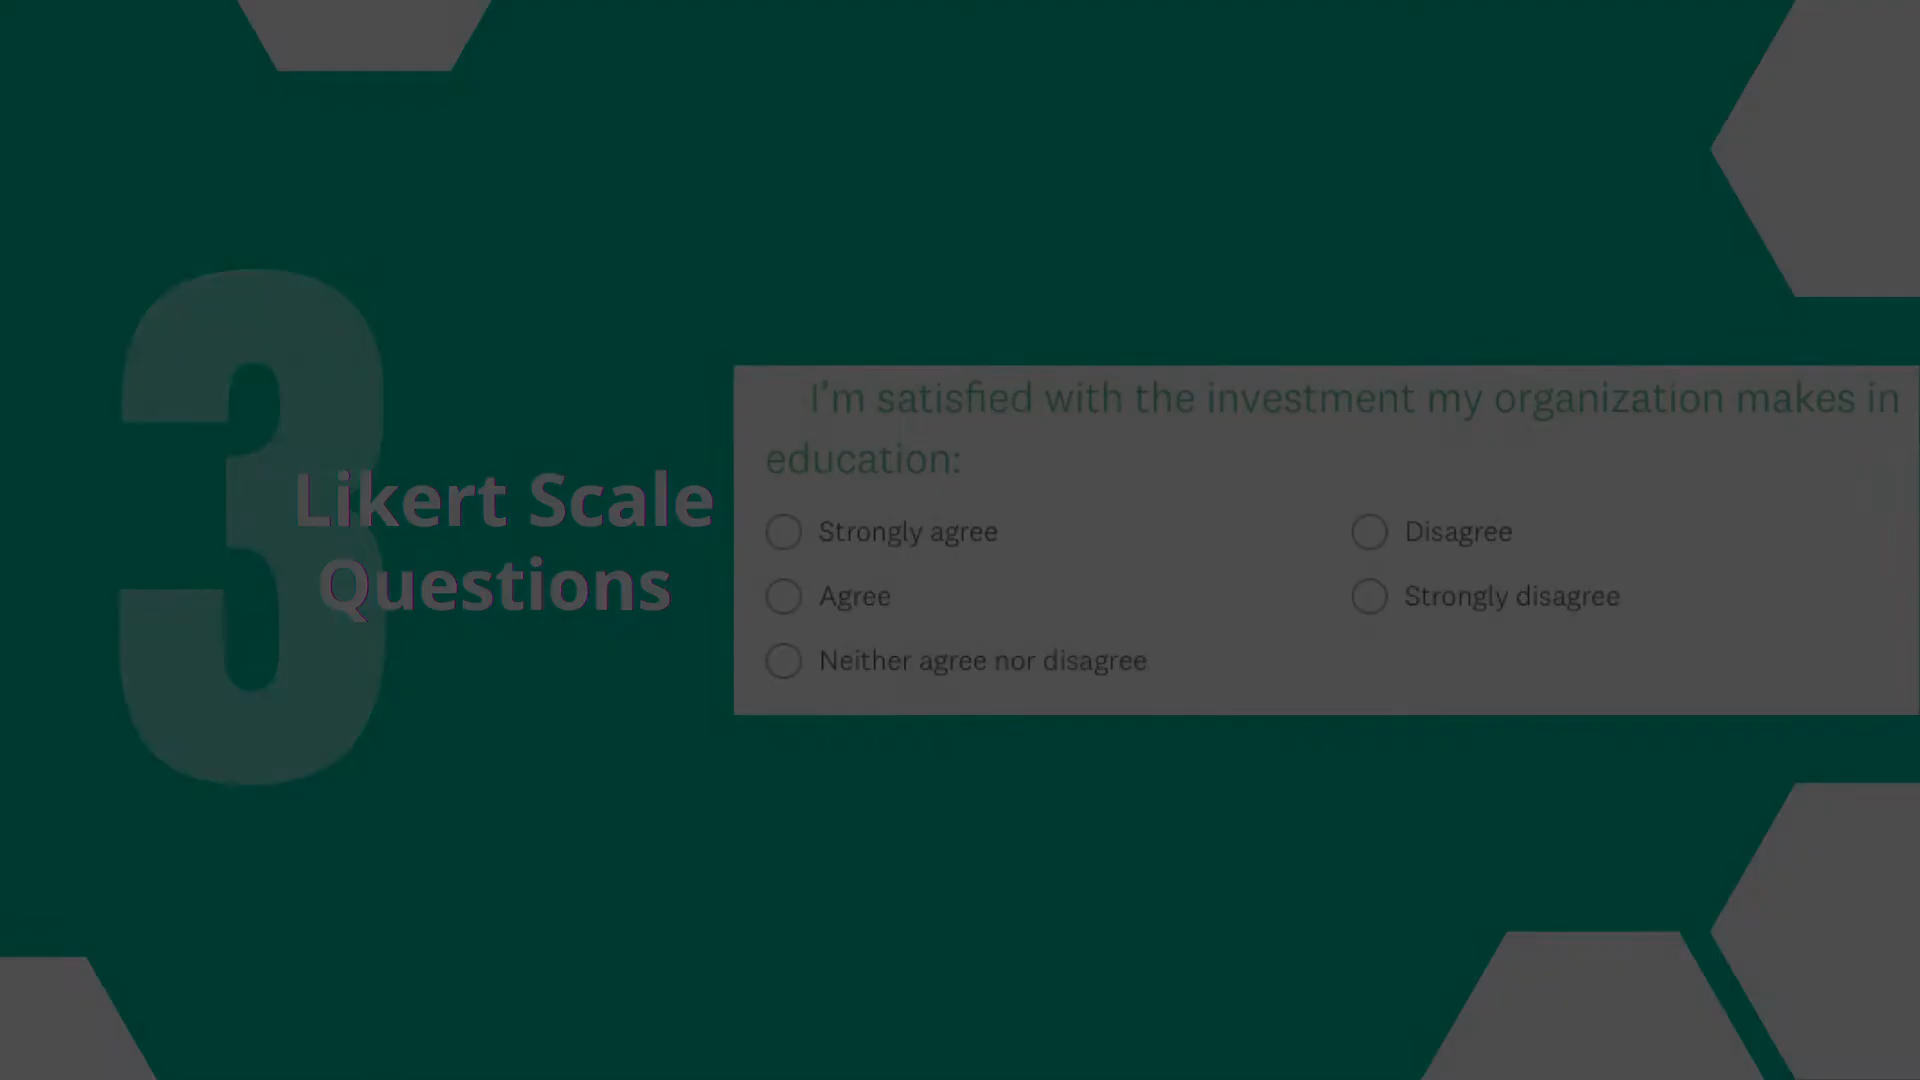 3
Likert Scale
Questions
I'm satisfied with the investment my organization makes in
education:
Strongly agree
Agree
Neither agree nor disagree
Disagree
Strongly disagree